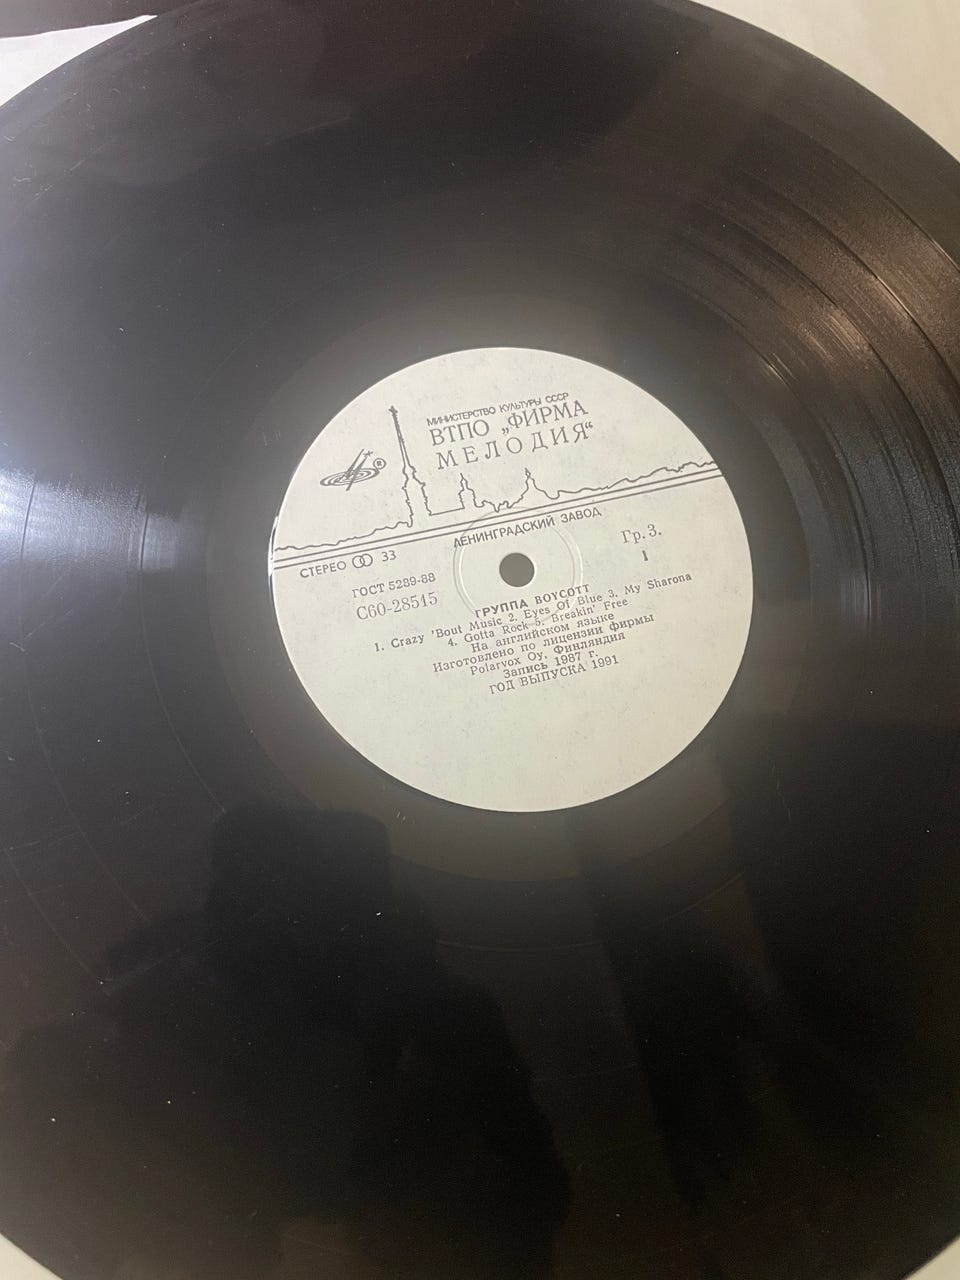 МИНИСТЕРСТВО КУЛЬТУРЫ СССР
ВТПО „ФИРМА
МЕЛОДИЯ“
®
ЛЕНИНГРАДСКИЙ ЗАВОД
СТЕРЕО 33
Гр. 3.
ГОСТ 5289-88
1
С60-28515
ГРУППА BOYCOTT
1. Crazy 'Bout Music 2. Eyes Of Blue 3. My Sharona
4. Gotta Rock 5. Breakin' Free
На английском языке
Изготовлено по лицензии фирмы
Polarvox Oy, Финляндия
Запись 1987 г.
ГОД ВЫПУСКА 1991